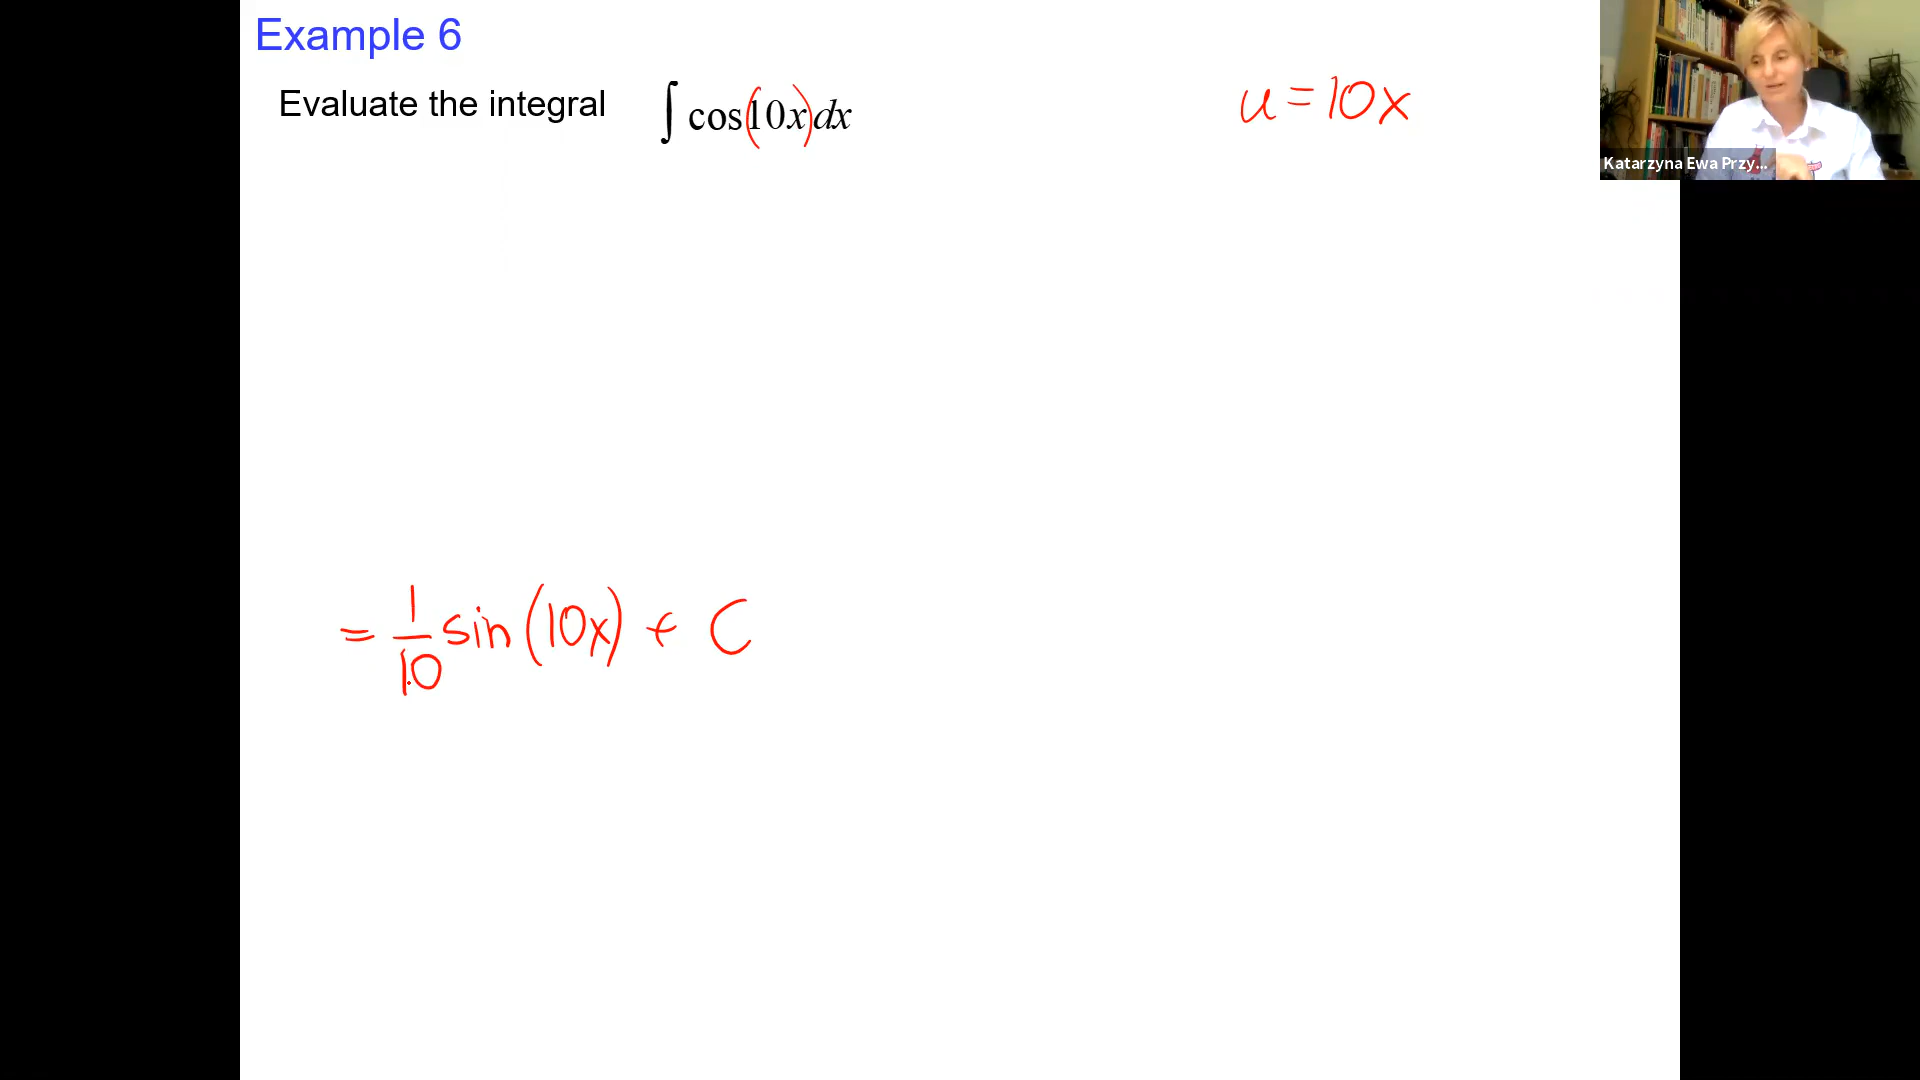 Example 6
Evaluate the integral ∫ cos(10x)dx
u = 10x
Katarzyna Ewa Przy...
= 1/10 sin(10x) + C